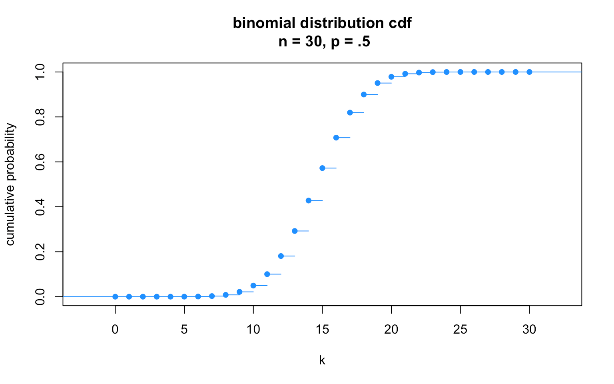 binomial distribution cdf
n = 30, p = .5
cumulative probability
1.0
0.8
0.6
0.4
0.2
0.0
0 5 10 15 20 25 30
k